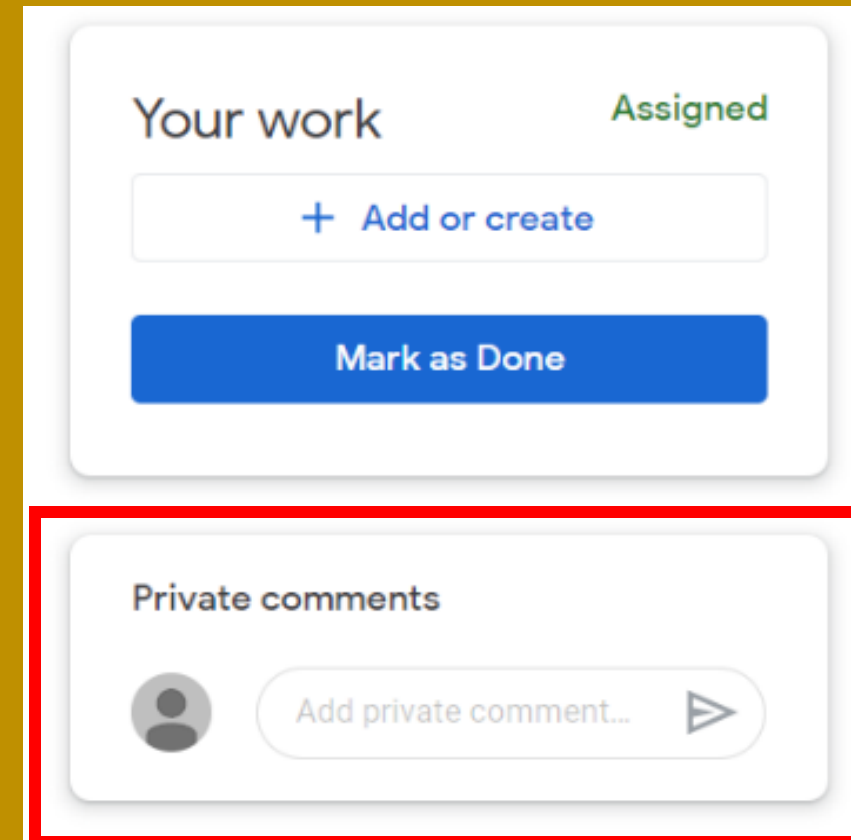 Your work
Assigned
+ Add or create
Mark as Done
Private comments
Add private comment...